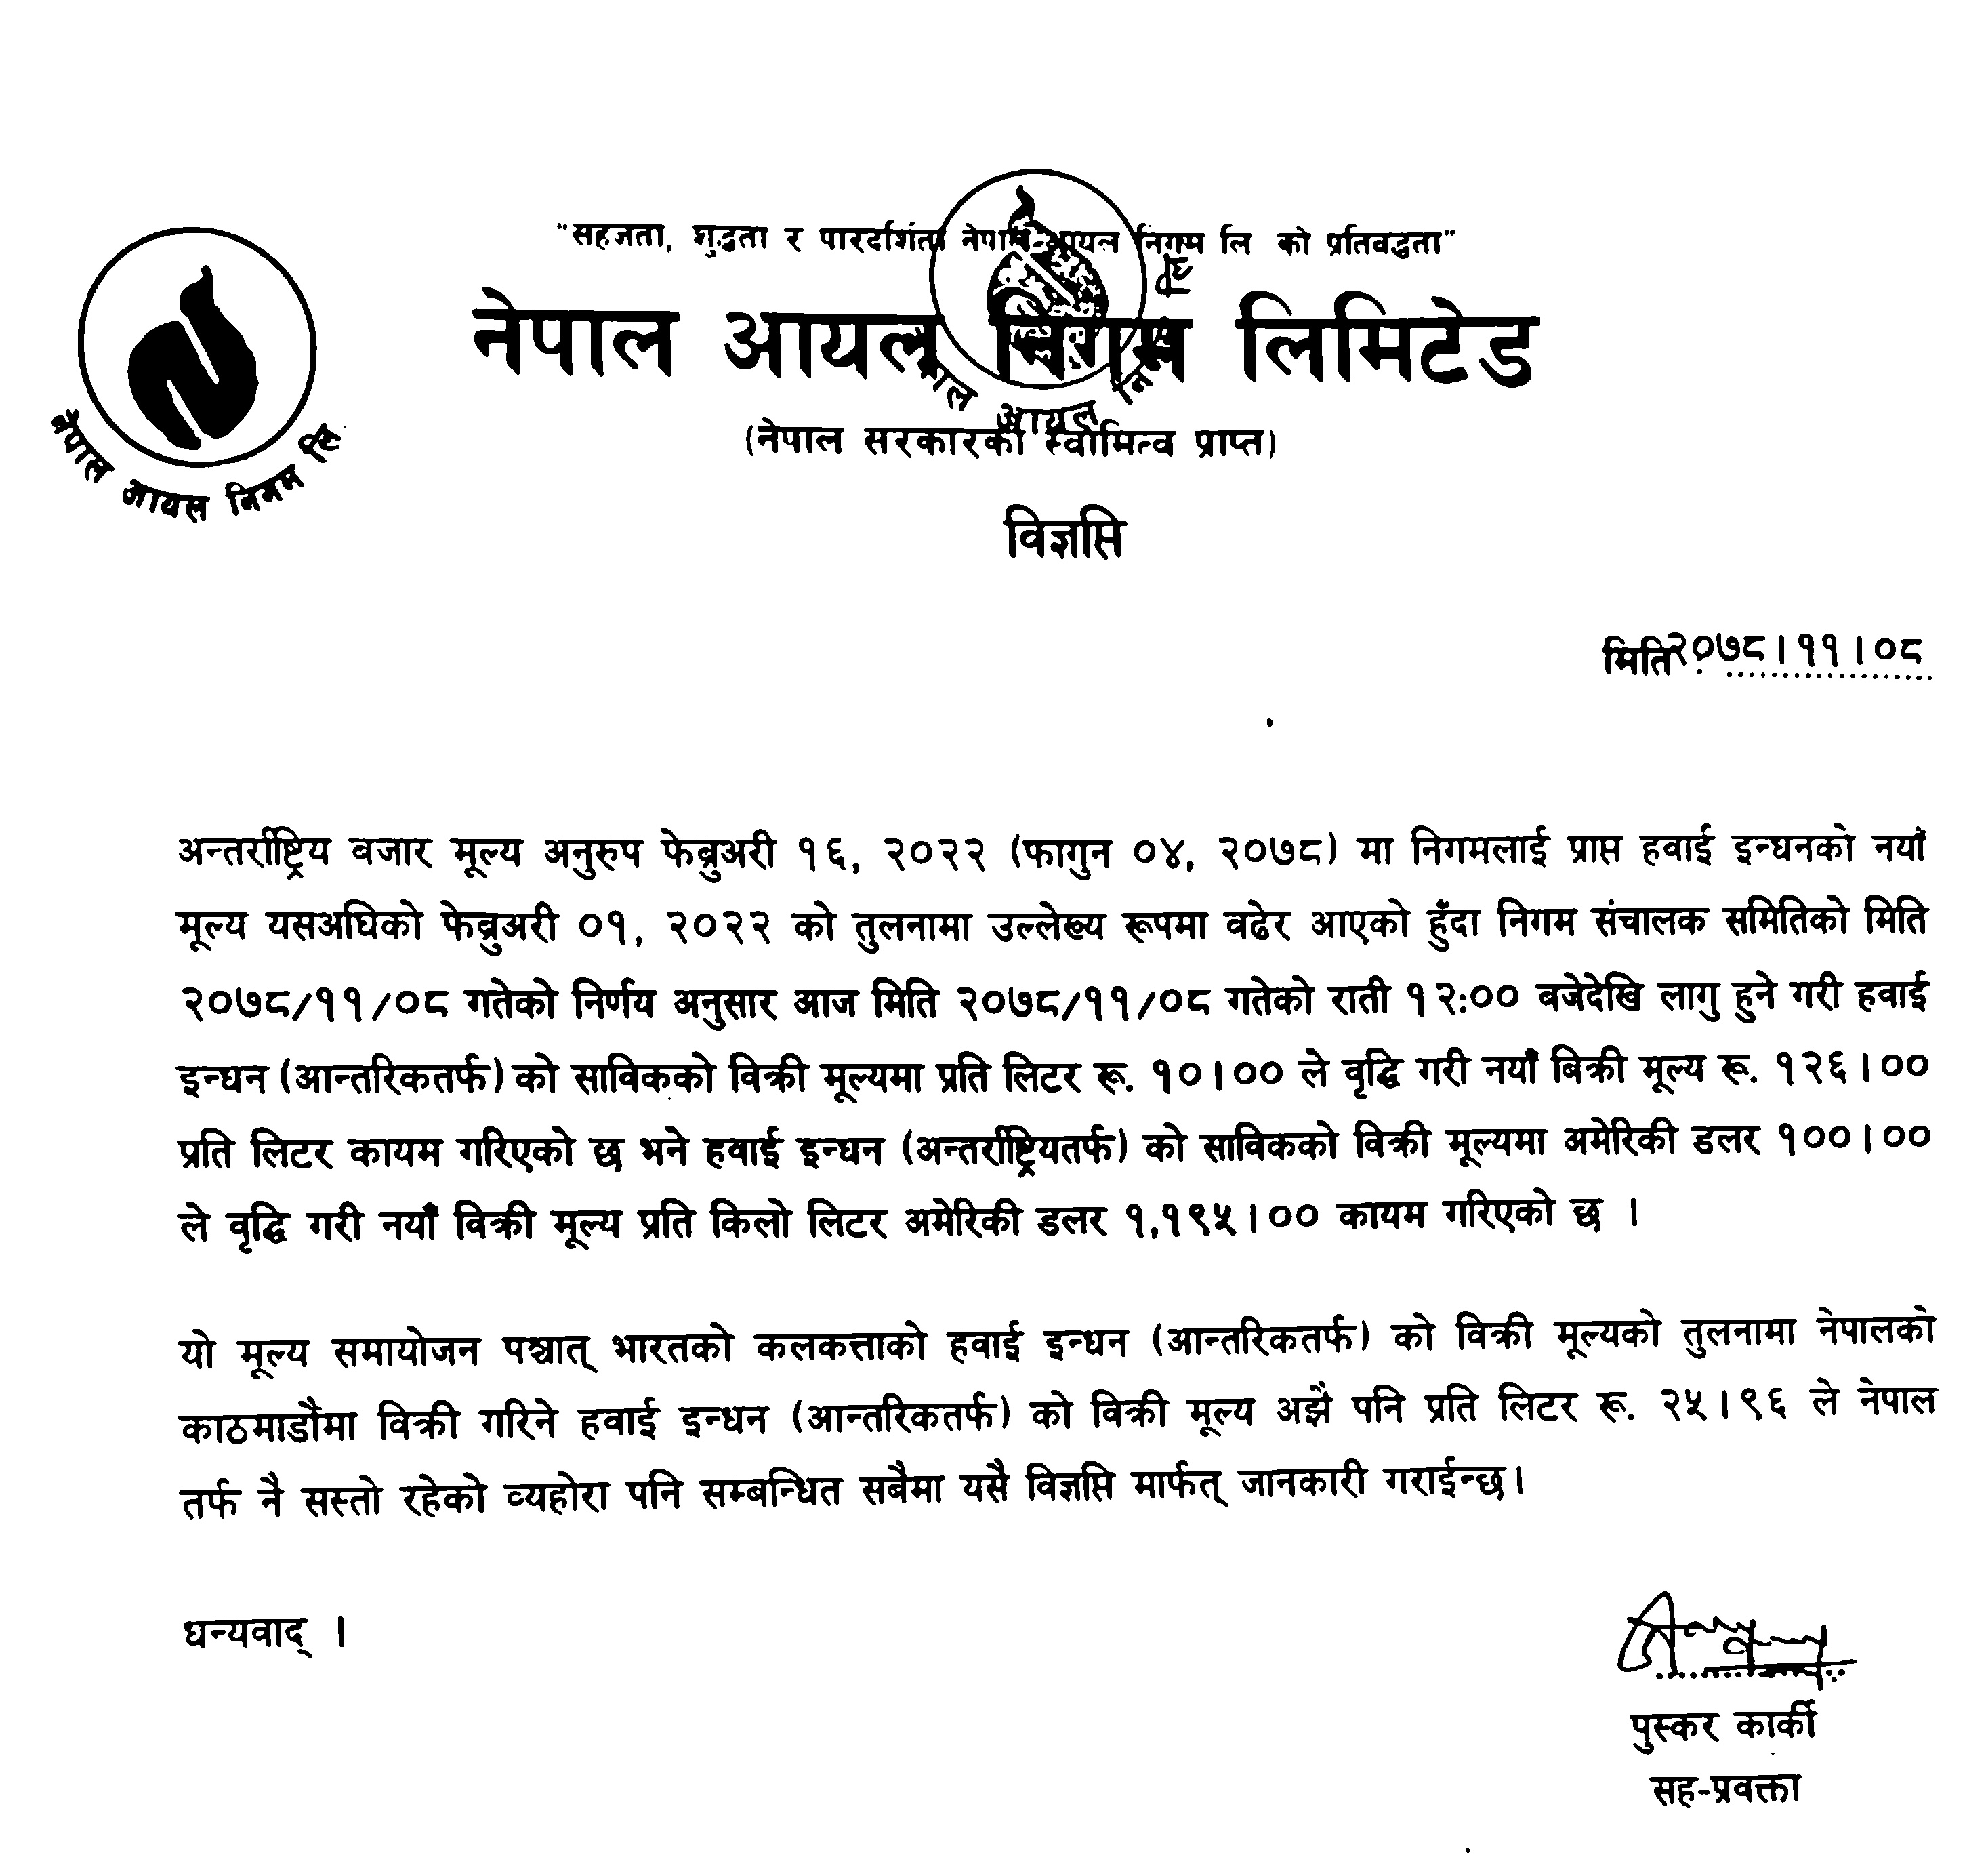 "सहजता, शुद्धता र पारदर्शिता नेपाल आयल निगम लि को प्रतिवद्धता"
नेपाल आयल निगम लिमिटेड
(नेपाल सरकारको स्वामित्व प्राप्त)
नेपाल आयल निगम लि
विज्ञप्ति
मिति २०७८।११।०८
अन्तर्राष्ट्रिय बजार मूल्य अनुरुप फेब्रुअरी १६, २०२२ (फागुन ०४, २०७८) मा निगमलाई प्राप्त हवाई इन्धनको नयाँ
मूल्य यसअघिको फेब्रुअरी ०१, २०२२ को तुलनामा उल्लेख्य रूपमा वढेर आएको हुँदा निगम संचालक समितिको मिति
२०७८/११/०८ गतेको निर्णय अनुसार आज मिति २०७८/११/०८ गतेको राती १२:०० बजेदेखि लागु हुने गरी हवाई
इन्धन (आन्तरिकतर्फ) को साविकको विक्री मूल्यमा प्रति लिटर रू. १०।०० ले वृद्धि गरी नयाँ बिक्री मूल्य रू. १२६।००
प्रति लिटर कायम गरिएको छ भने हवाई इन्धन (अन्तर्राष्ट्रियतर्फ) को साविकको विक्री मूल्यमा अमेरिकी डलर १००।००
ले वृद्धि गरी नयाँ विक्री मूल्य प्रति किलो लिटर अमेरिकी डलर १,१९५।०० कायम गरिएको छ ।
यो मूल्य समायोजन पश्चात् भारतको कलकत्ताको हवाई इन्धन (आन्तरिकतर्फ) को विक्री मूल्यको तुलनामा नेपालको
काठमाडौंमा विक्री गरिने हवाई इन्धन (आन्तरिकतर्फ) को विक्री मूल्य अझै पनि प्रति लिटर रू. २५।९६ ले नेपाल
तर्फ नै सस्तो रहेको व्यहोरा पनि सम्बन्धित सबैमा यसै विज्ञप्ति मार्फत् जानकारी गराईन्छ।
धन्यवाद् ।
पुस्कर कार्की
सह-प्रवक्ता